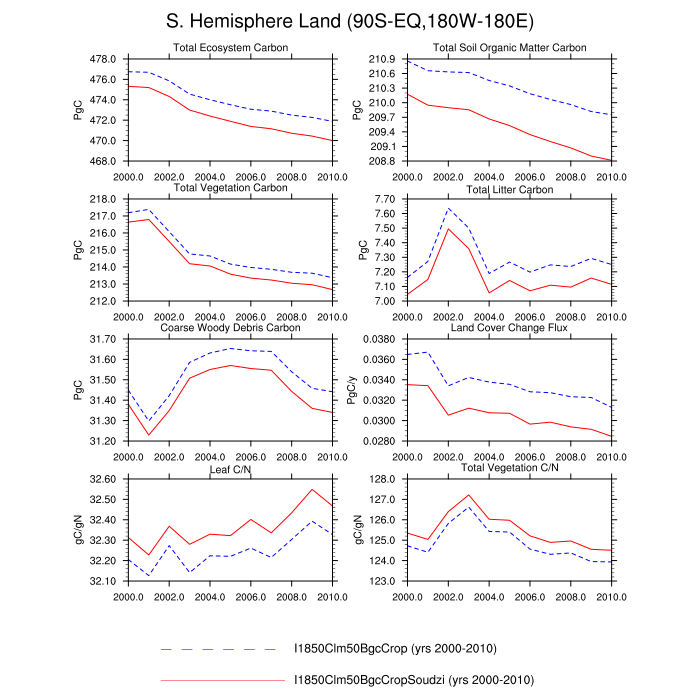 S. Hemisphere Land (90S-EQ,180W-180E)
Total Ecosystem Carbon
478.0
476.0
474.0
472.0
470.0
468.0
PgC
2000.0 2002.0 2004.0 2006.0 2008.0 2010.0
Total Soil Organic Matter Carbon
210.9
210.6
210.3
210.0
209.7
209.4
209.1
208.8
PgC
2000.0 2002.0 2004.0 2006.0 2008.0 2010.0
Total Vegetation Carbon
218.0
217.0
216.0
215.0
214.0
213.0
212.0
PgC
2000.0 2002.0 2004.0 2006.0 2008.0 2010.0
Total Litter Carbon
7.70
7.60
7.50
7.40
7.30
7.20
7.10
7.00
PgC
2000.0 2002.0 2004.0 2006.0 2008.0 2010.0
Coarse Woody Debris Carbon
31.70
31.60
31.50
31.40
31.30
31.20
PgC
2000.0 2002.0 2004.0 2006.0 2008.0 2010.0
Land Cover Change Flux
0.0380
0.0360
0.0340
0.0320
0.0300
0.0280
PgC/y
2000.0 2002.0 2004.0 2006.0 2008.0 2010.0
Leaf C/N
32.60
32.50
32.40
32.30
32.20
32.10
gC/gN
2000.0 2002.0 2004.0 2006.0 2008.0 2010.0
Total Vegetation C/N
128.0
127.0
126.0
125.0
124.0
123.0
gC/gN
2000.0 2002.0 2004.0 2006.0 2008.0 2010.0
I1850Clm50BgcCrop (yrs 2000-2010)
I1850Clm50BgcCropSoudzi (yrs 2000-2010)